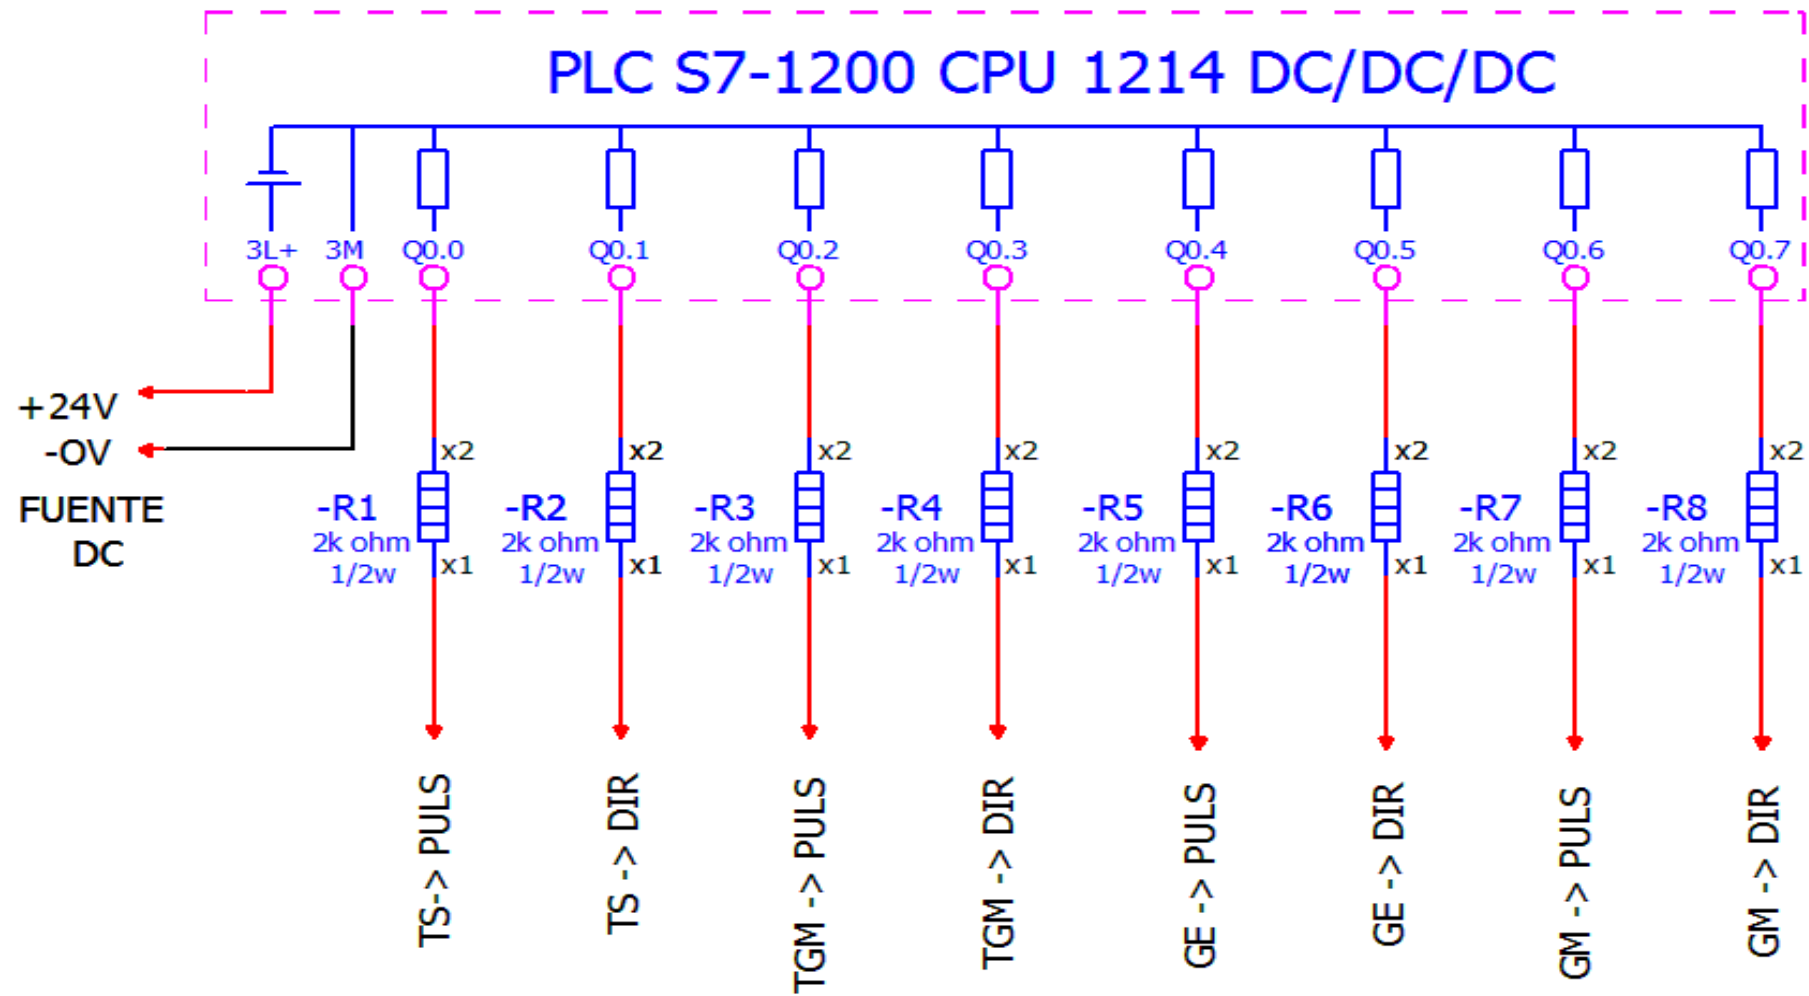 PLC S7-1200 CPU 1214 DC/DC/DC
3L+ 3M Q0.0 Q0.1 Q0.2 Q0.3 Q0.4 Q0.5 Q0.6 Q0.7
+24V
-0V
FUENTE
DC
x2 x2 x2 x2 x2 x2 x2 x2
-R1 -R2 -R3 -R4 -R5 -R6 -R7 -R8
2k ohm 2k ohm 2k ohm 2k ohm 2k ohm 2k ohm 2k ohm 2k ohm
1/2w 1/2w 1/2w 1/2w 1/2w 1/2w 1/2w 1/2w
x1 x1 x1 x1 x1 x1 x1 x1
TS-> PULS
TS -> DIR
TGM -> PULS
TGM -> DIR
GE -> PULS
GE -> DIR
GM -> PULS
GM -> DIR